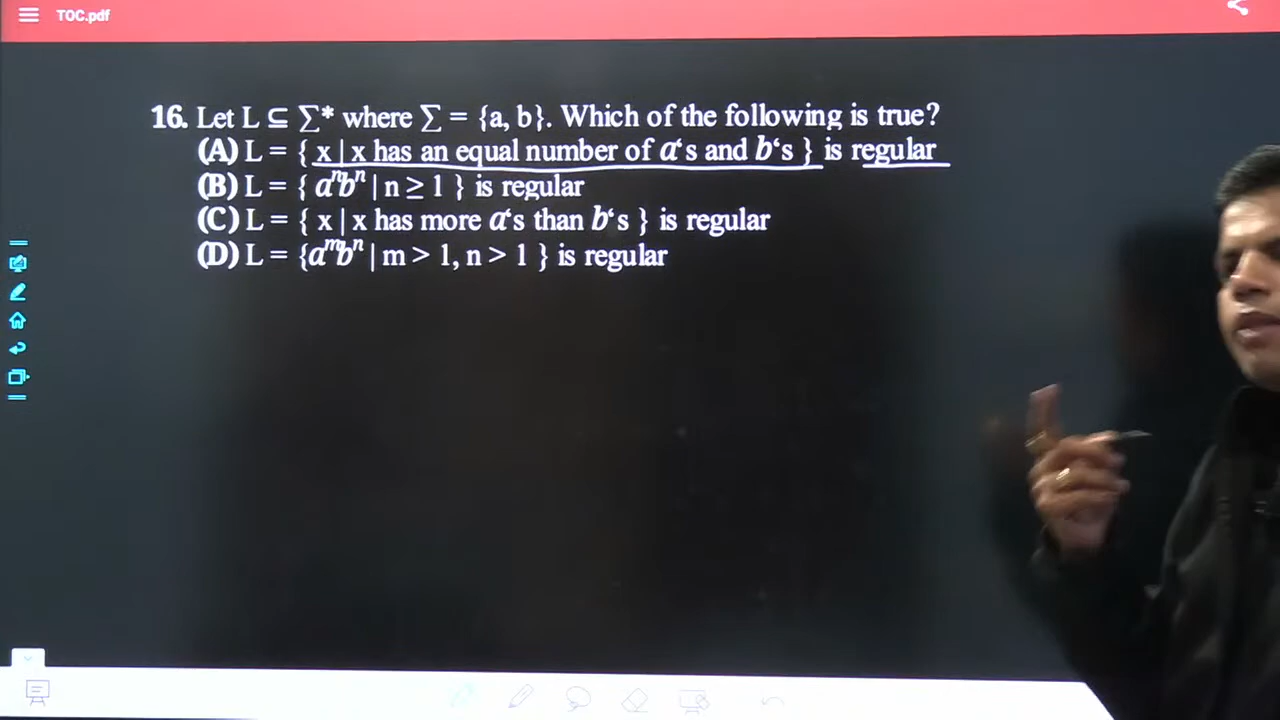 TOC.pdf
16. Let L ⊆ ∑* where ∑ = {a, b}. Which of the following is true?
(A) L = { x | x has an equal number of a‘s and b‘s } is regular
(B) L = { aⁿbⁿ | n ≥ 1 } is regular
(C) L = { x | x has more a‘s than b‘s } is regular
(D) L = {aᵐbⁿ | m > 1, n > 1 } is regular